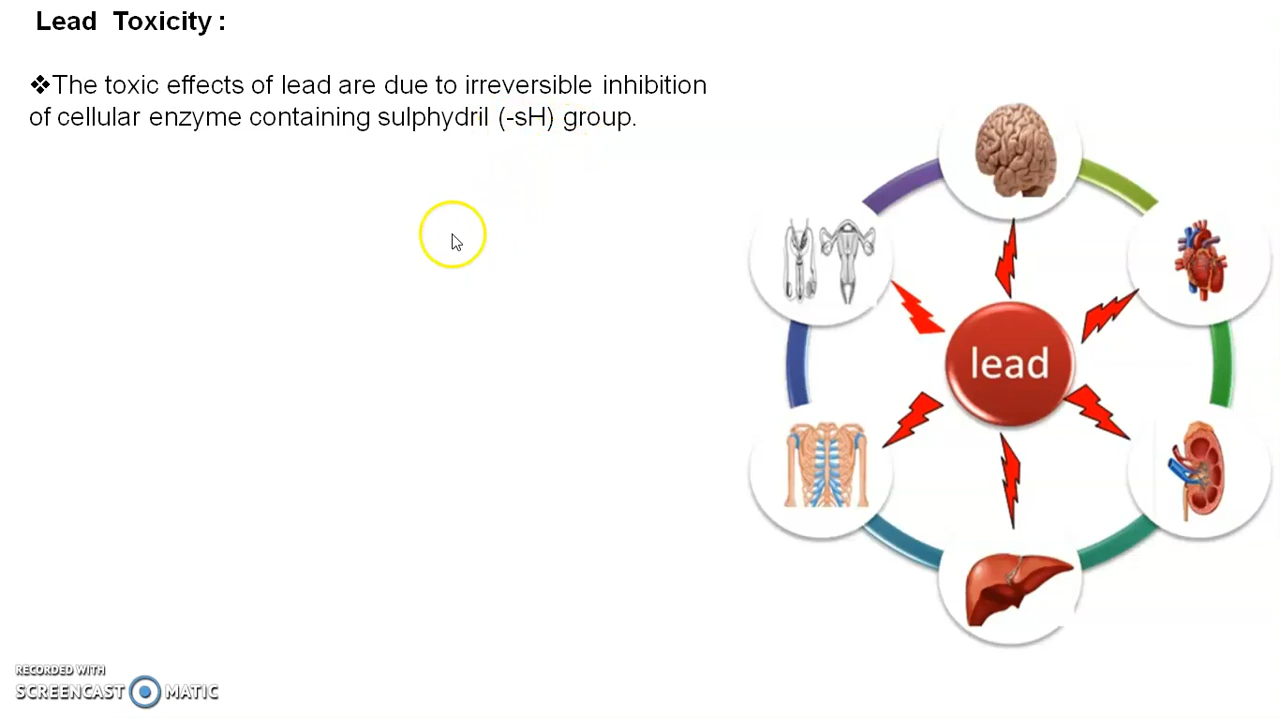 Lead Toxicity :
❖The toxic effects of lead are due to irreversible inhibition
of cellular enzyme containing sulphydril (-sH) group.
lead
RECORDED WITH
SCREENCAST MATIC